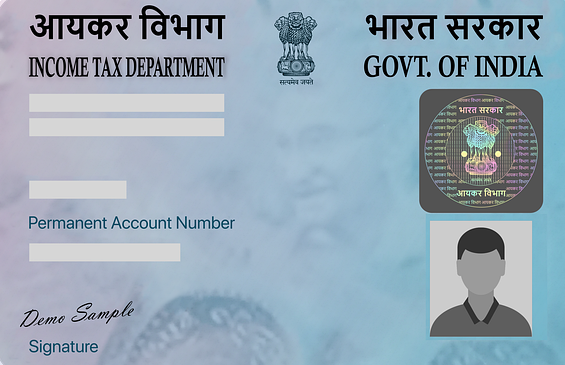 आयकर विभाग
भारत सरकार
INCOME TAX DEPARTMENT
सत्यमेव जयते
GOVT. OF INDIA
भारत सरकार
आयकर विभाग
Permanent Account Number
Demo Sample
Signature